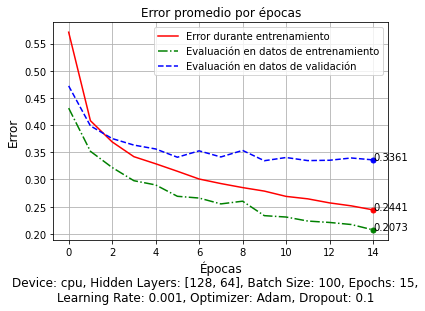 Error promedio por épocas
Error durante entrenamiento
Evaluación en datos de entrenamiento
Evaluación en datos de validación
Error
0.55
0.50
0.45
0.40
0.35
0.30
0.25
0.20
0.3361
0.2441
0.2073
0 2 4 6 8 10 12 14
Épocas
Device: cpu, Hidden Layers: [128, 64], Batch Size: 100, Epochs: 15,
Learning Rate: 0.001, Optimizer: Adam, Dropout: 0.1